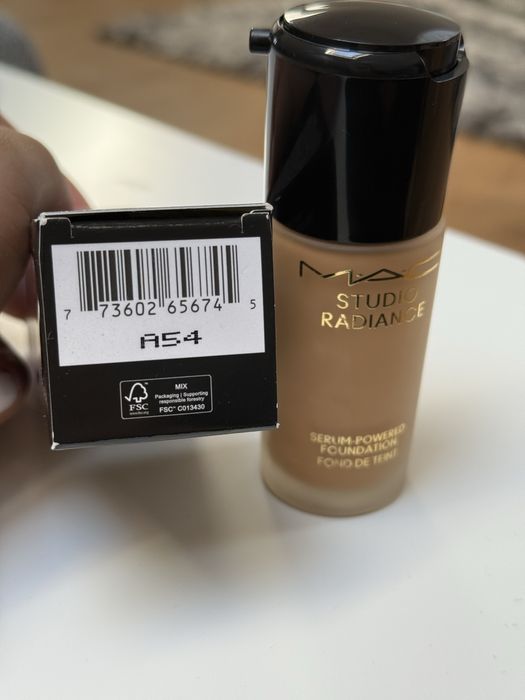 7 73602 65674 5
A54
MIX
Packaging | Supporting
responsible forestry
FSC
FSC® C013430
M·A·C
STUDIO
RADIANCE
SERUM-POWERED
FOUNDATION
FOND DE TEINT